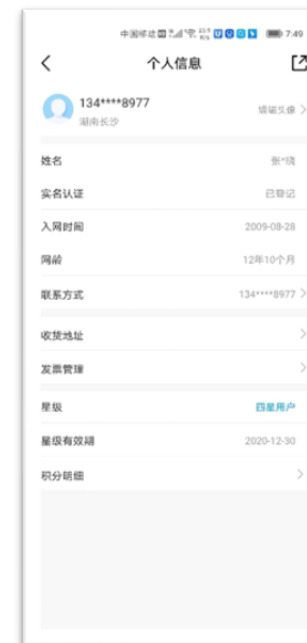 中国移动 7:49
个人信息
134****8977
湖南长沙
编辑头像
姓名 张*晓
实名认证 已登记
入网时间 2009-08-28
网龄 12年10个月
联系方式 134****8977
收货地址
发票管理
星级 四星用户
星级有效期 2020-12-30
积分明细